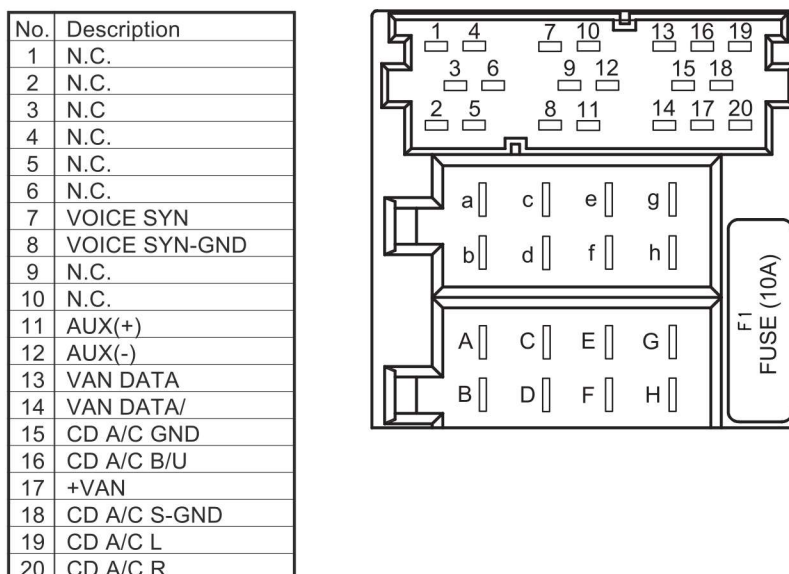 No. Description
1 N.C.
2 N.C.
3 N.C
4 N.C.
5 N.C.
6 N.C.
7 VOICE SYN
8 VOICE SYN-GND
9 N.C.
10 N.C.
11 AUX(+)
12 AUX(-)
13 VAN DATA
14 VAN DATA/
15 CD A/C GND
16 CD A/C B/U
17 +VAN
18 CD A/C S-GND
19 CD A/C L
20 CD A/C R
1 4 7 10 13 16 19
3 6 9 12 15 18
2 5 8 11 14 17 20
a c e g
b d f h
A C E G
B D F H
F1
FUSE (10A)